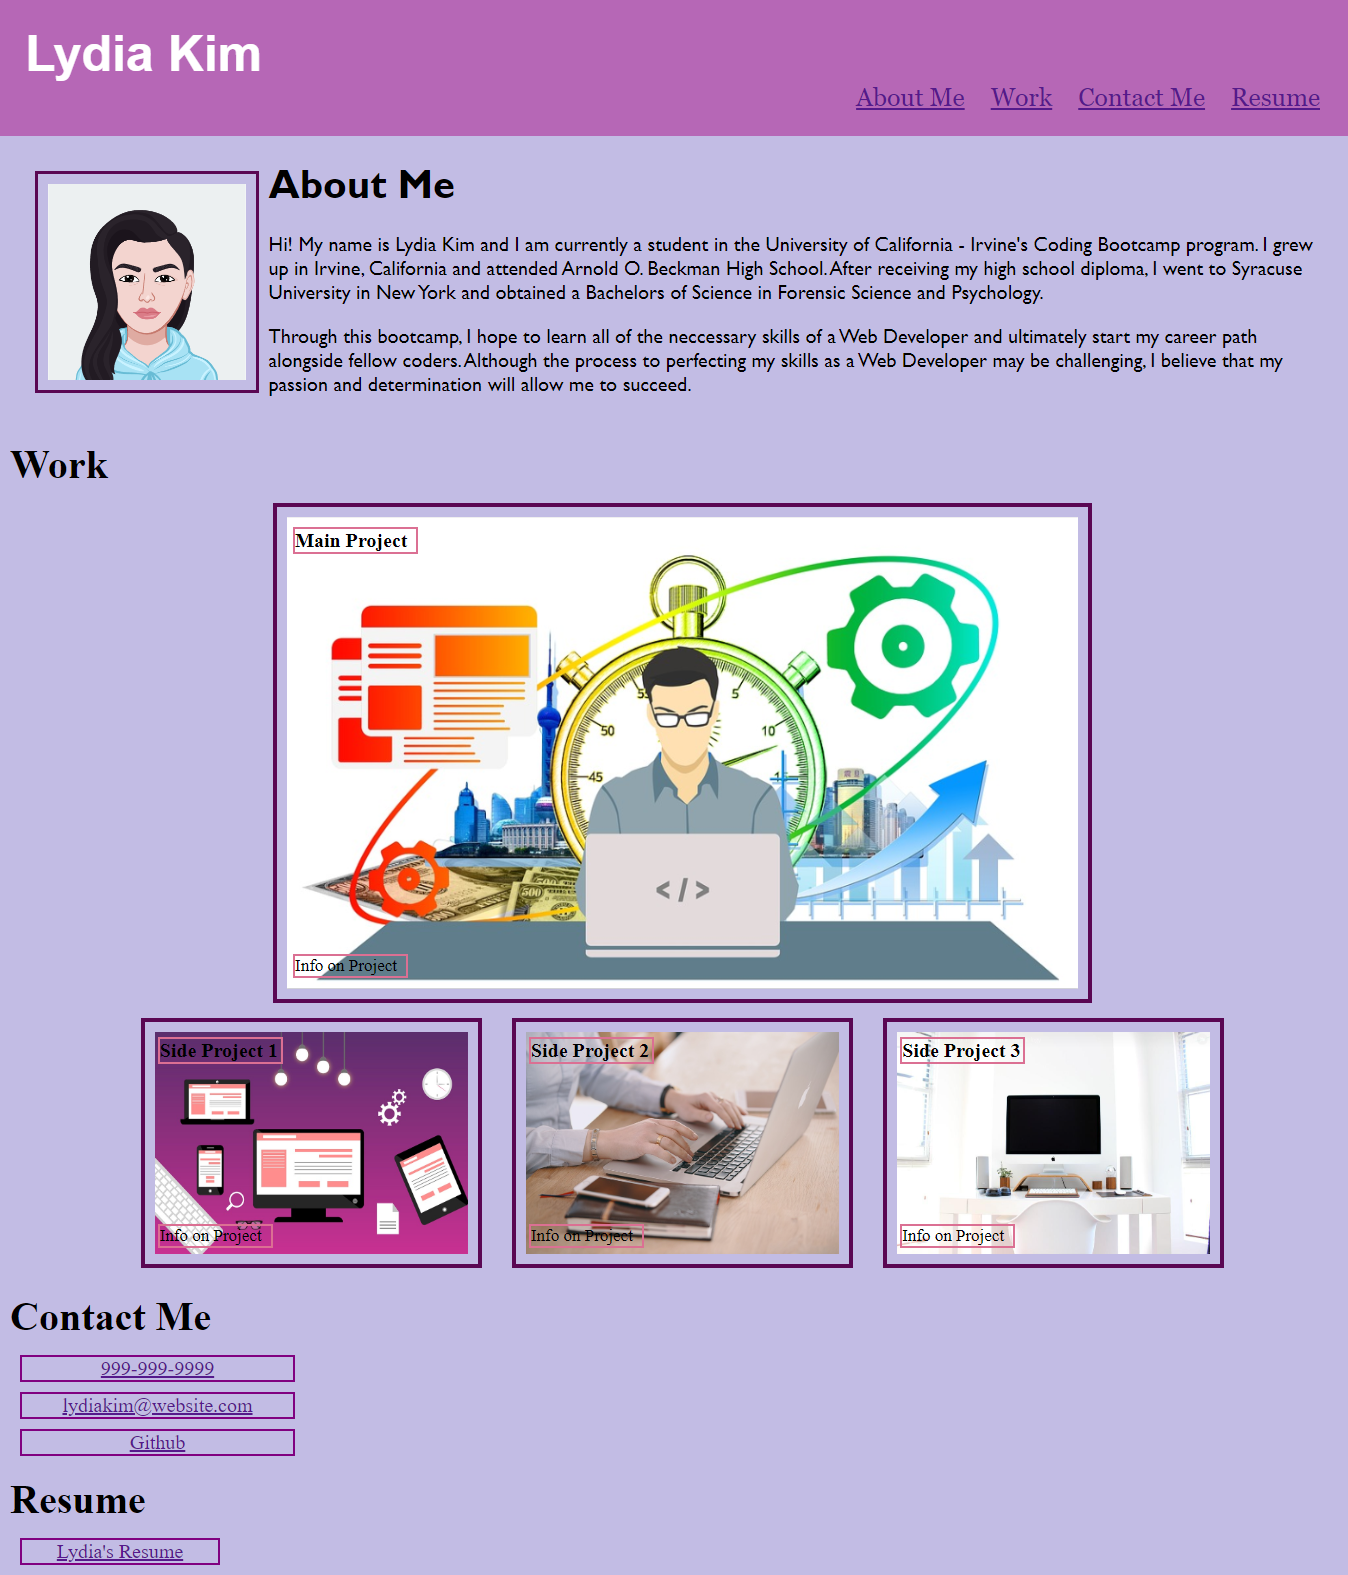 Lydia Kim
About Me Work Contact Me Resume
About Me
Hi! My name is Lydia Kim and I am currently a student in the University of California - Irvine's Coding Bootcamp program. I grew
up in Irvine, California and attended Arnold O. Beckman High School. After receiving my high school diploma, I went to Syracuse
University in New York and obtained a Bachelors of Science in Forensic Science and Psychology.
Through this bootcamp, I hope to learn all of the neccessary skills of a Web Developer and ultimately start my career path
alongside fellow coders. Although the process to perfecting my skills as a Web Developer may be challenging, I believe that my
passion and determination will allow me to succeed.
Work
Main Project
55 5
50 10
45 15
500
</>
Info on Project
Side Project 1 Side Project 2 Side Project 3
Info on Project Info on Project Info on Project
Contact Me
999-999-9999
lydiakim@website.com
Github
Resume
Lydia's Resume